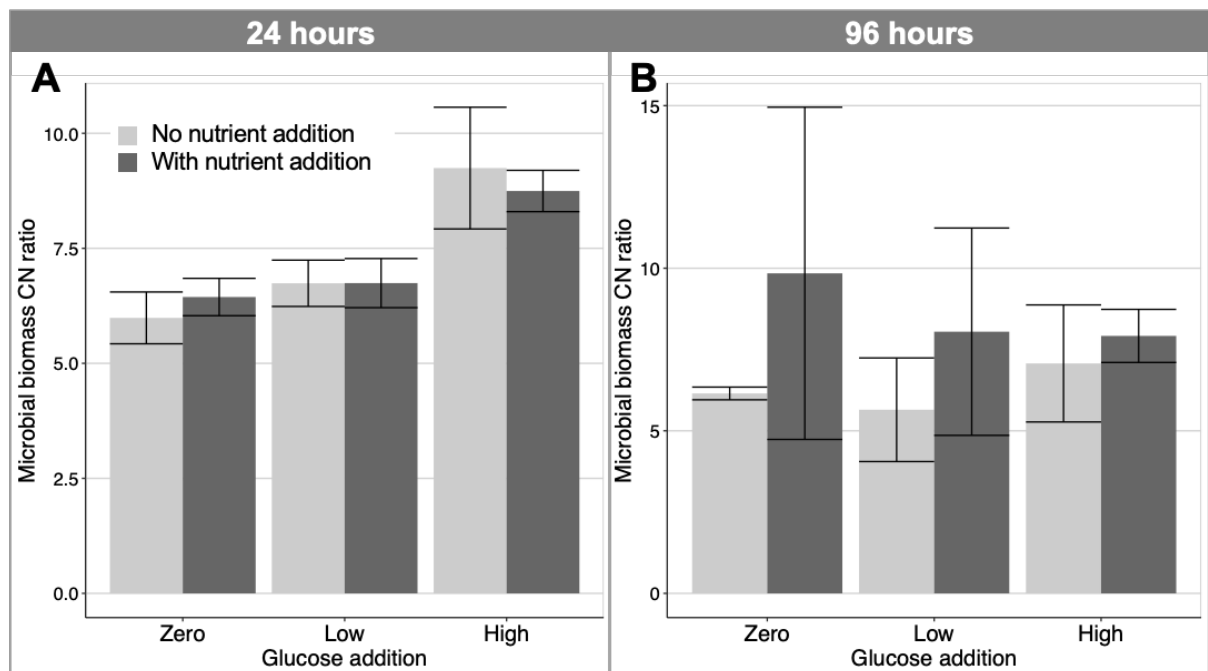 24 hours
96 hours
A
No nutrient addition
With nutrient addition
10.0
7.5
5.0
2.5
0.0
Microbial biomass CN ratio
Zero Low High
Glucose addition
B
15
10
5
0
Microbial biomass CN ratio
Zero Low High
Glucose addition